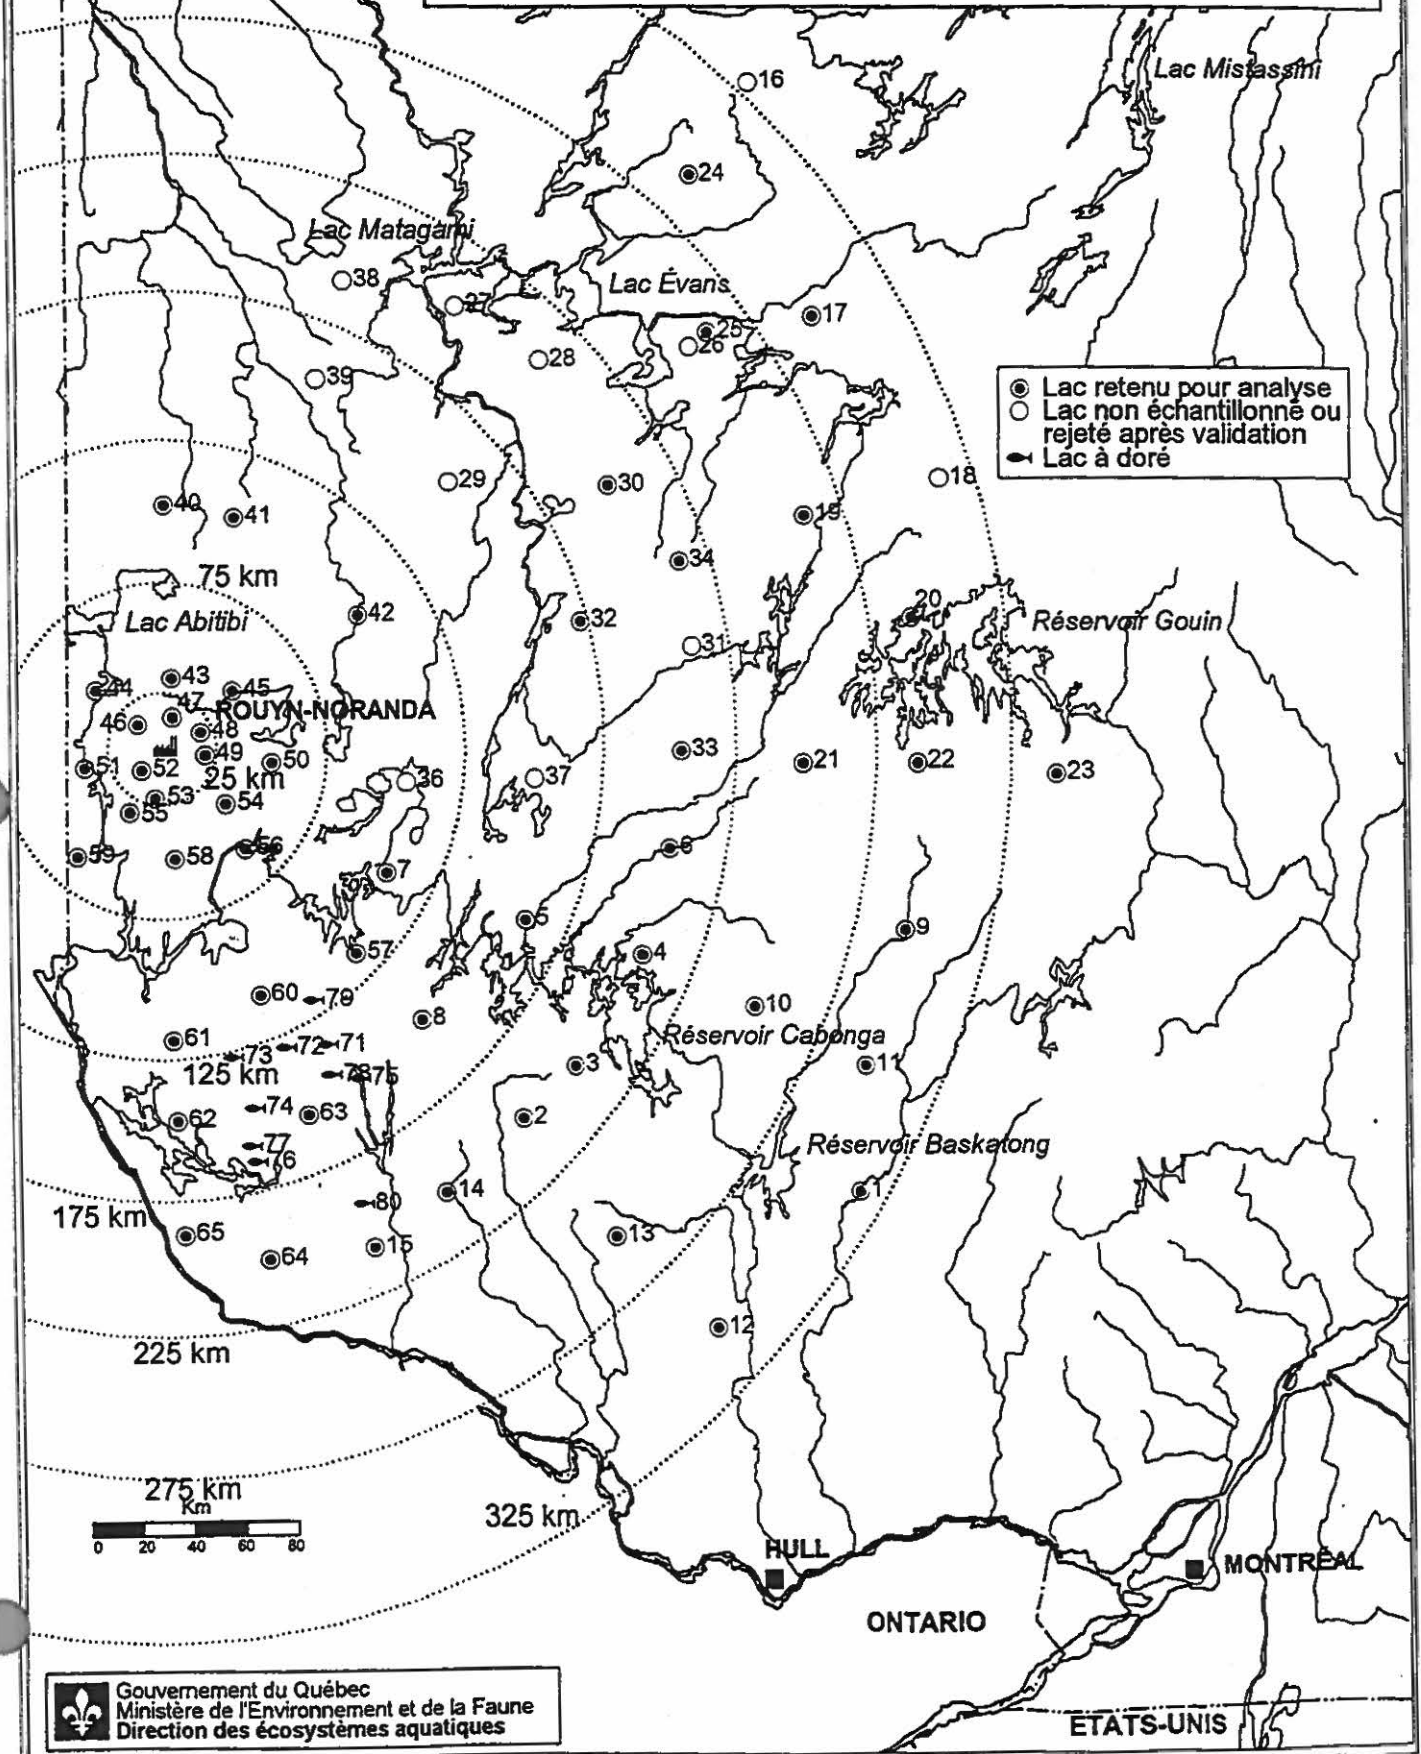 Lac Mistassini
16
24
Lac Matagami
38
27
Lac Évans
17
25
26
28
39
Lac retenu pour analyse
Lac non échantillonné ou
rejeté après validation
Lac à doré
29
30
18
19
40
41
34
75 km
42
32
20
Lac Abitibi
Réservoir Gouin
31
43
44
45
47
ROUYN-NORANDA
46
48
49
33
50
21
22
51
52
25 km
36
37
23
53
54
55
6
56
59
58
7
5
9
57
4
60
79
10
8
61
Réservoir Cabonga
72
71
73
3
11
125 km
78
75
74
63
62
2
77
76
Réservoir Baskatong
14
1
80
175 km
65
13
15
64
12
225 km
275 km
Km
0 20 40 60 80
325 km
HULL
MONTRÉAL
ONTARIO
Gouvernement du Québec
Ministère de l'Environnement et de la Faune
Direction des écosystèmes aquatiques
ETATS-UNIS